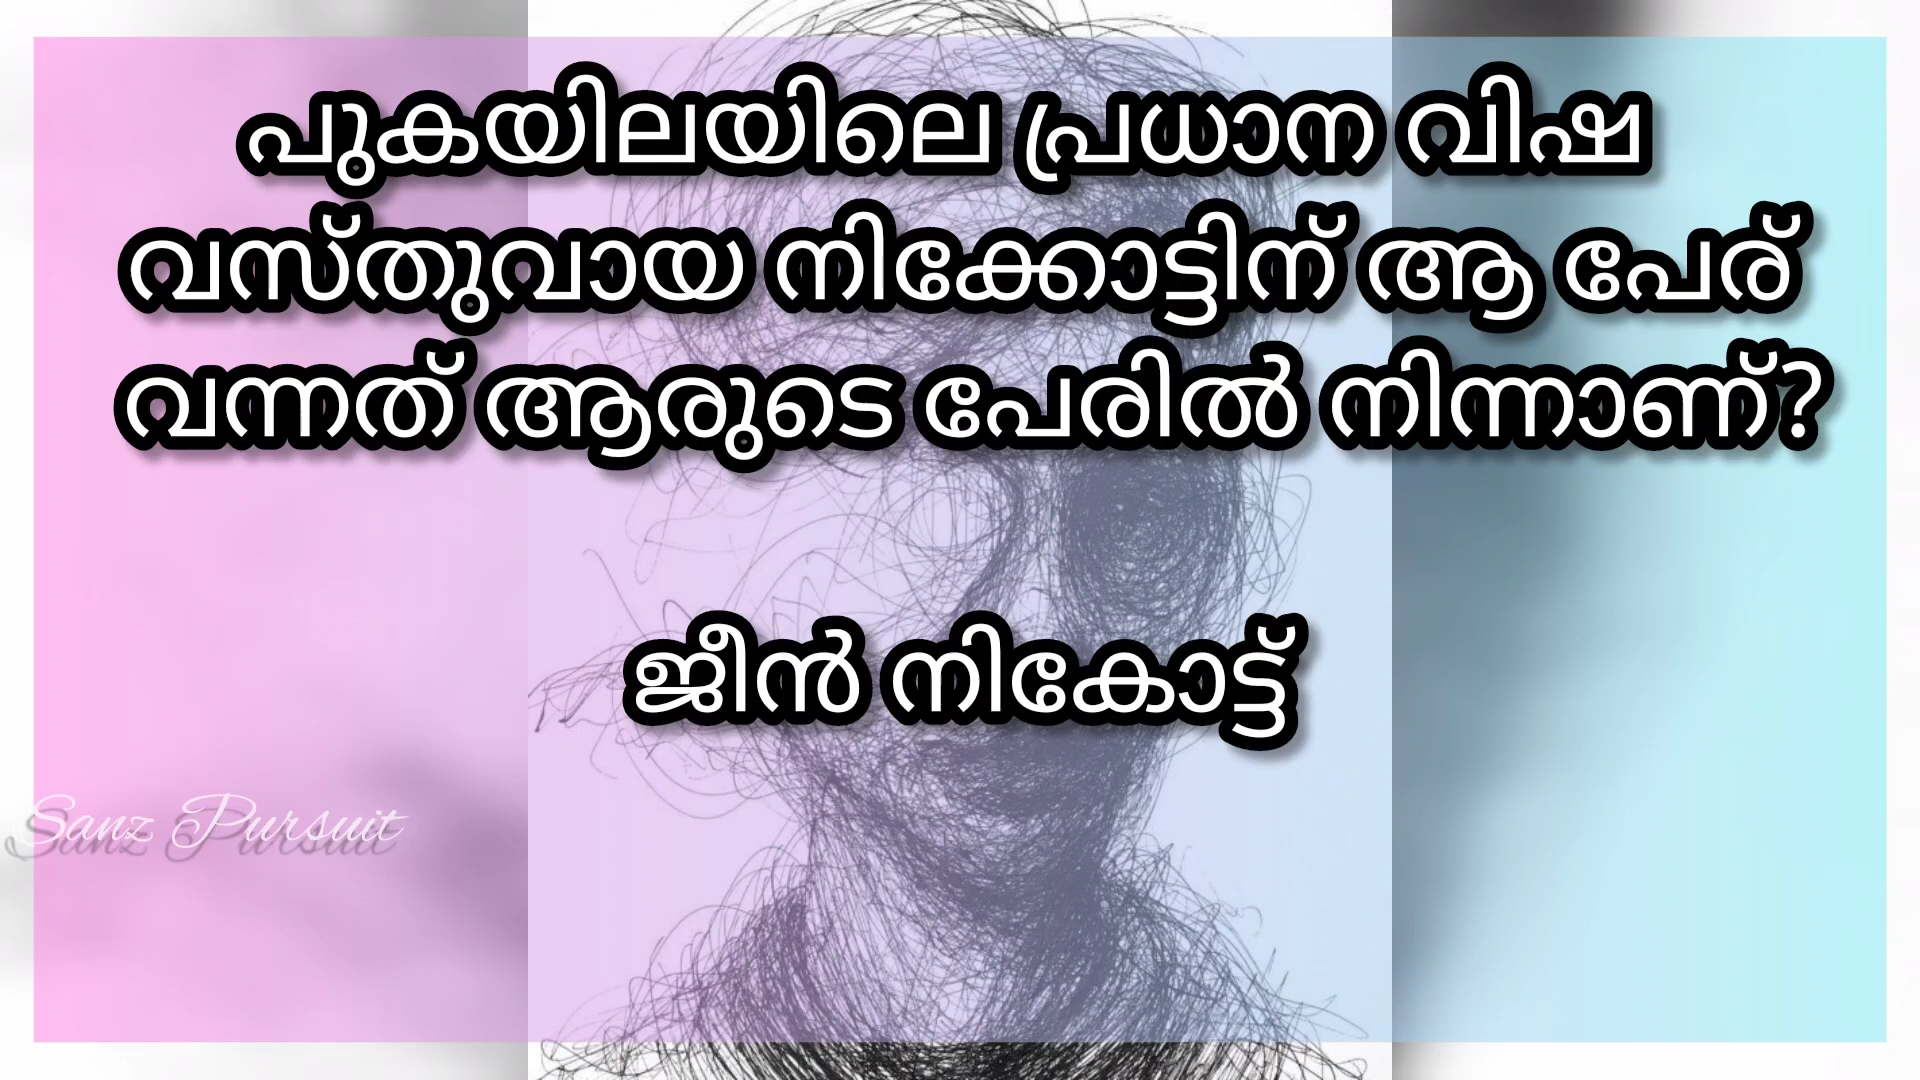 പുകയിലയിലെ പ്രധാന വിഷ
വസ്തുവായ നിക്കോട്ടിന് ആ പേര്
വന്നത് ആരുടെ പേരിൽ നിന്നാണ്?
ജീൻ നികോട്ട്
Sanz Pursuit